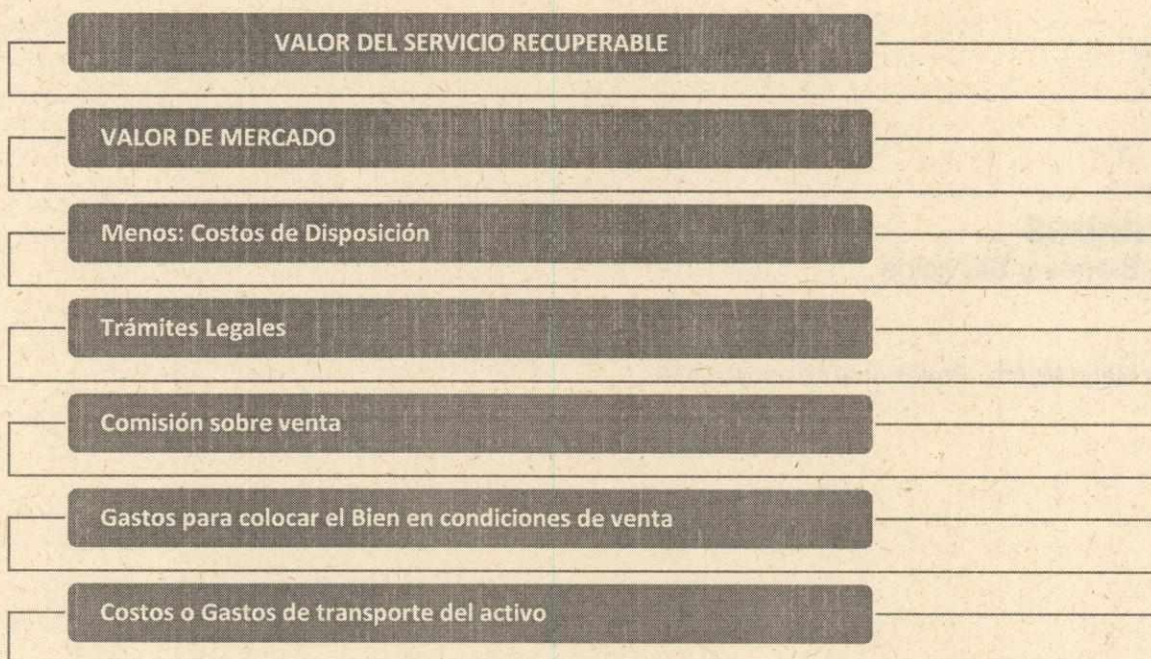 VALOR DEL SERVICIO RECUPERABLE
VALOR DE MERCADO
Menos: Costos de Disposición
Trámites Legales
Comisión sobre venta
Gastos para colocar el Bien en condiciones de venta
Costos o Gastos de transporte del activo